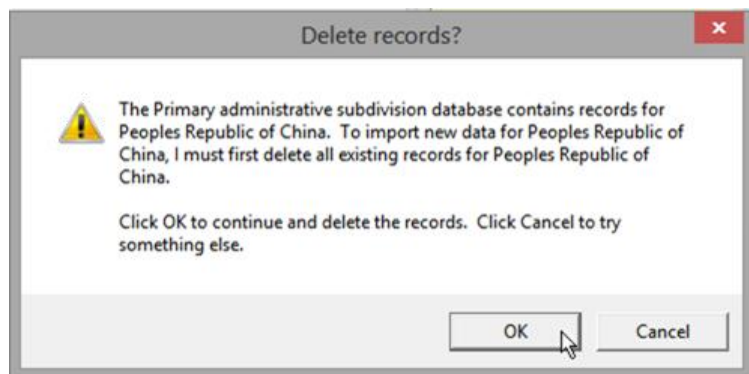 Delete records?
The Primary administrative subdivision database contains records for
Peoples Republic of China.  To import new data for Peoples Republic of
China, I must first delete all existing records for Peoples Republic of
China.
Click OK to continue and delete the records.  Click Cancel to try
something else.
OK
Cancel